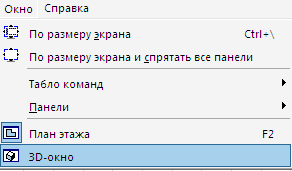 Окно Справка
По размеру экрана Ctrl+\
По размеру экрана и спрятать все панели
Табло команд
Панели
План этажа F2
3D-окно